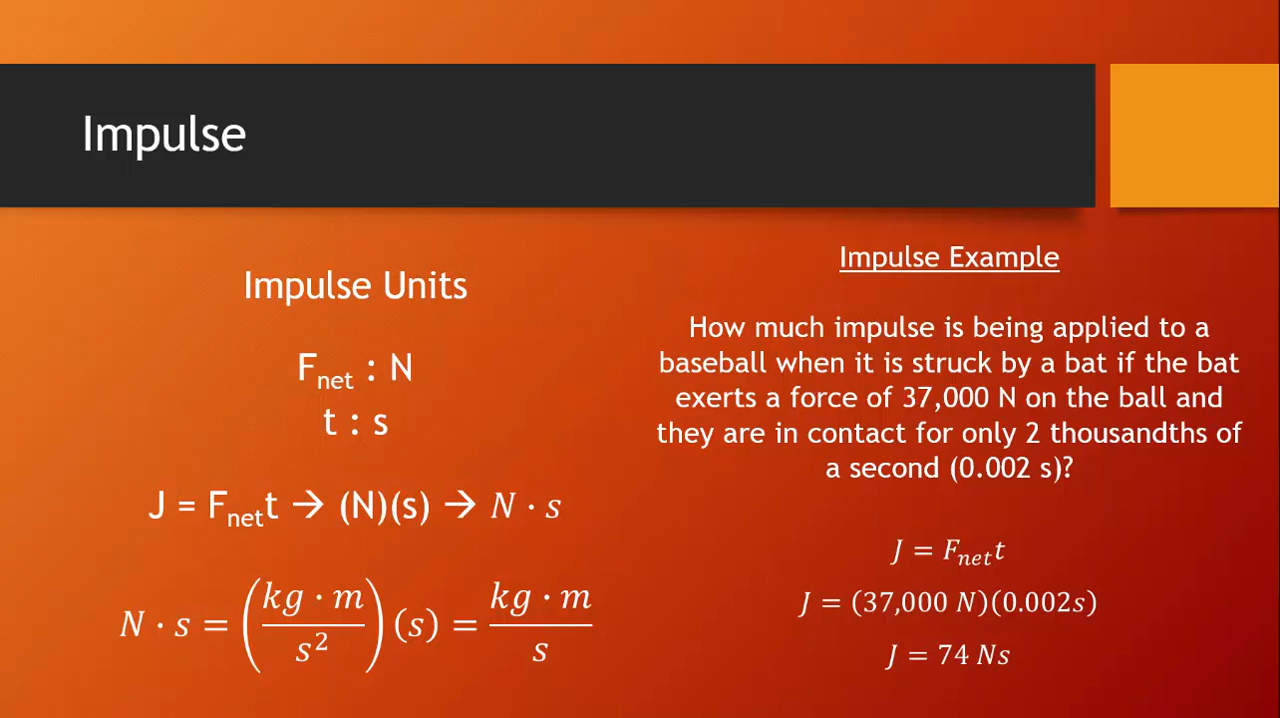 Impulse
Impulse Units
F_net : N
t : s
J = F_net t → (N)(s) → N · s
N · s = (kg · m / s²)(s) = kg · m / s
Impulse Example
How much impulse is being applied to a
baseball when it is struck by a bat if the bat
exerts a force of 37,000 N on the ball and
they are in contact for only 2 thousandths of
a second (0.002 s)?
J = F_net t
J = (37,000 N)(0.002s)
J = 74 Ns